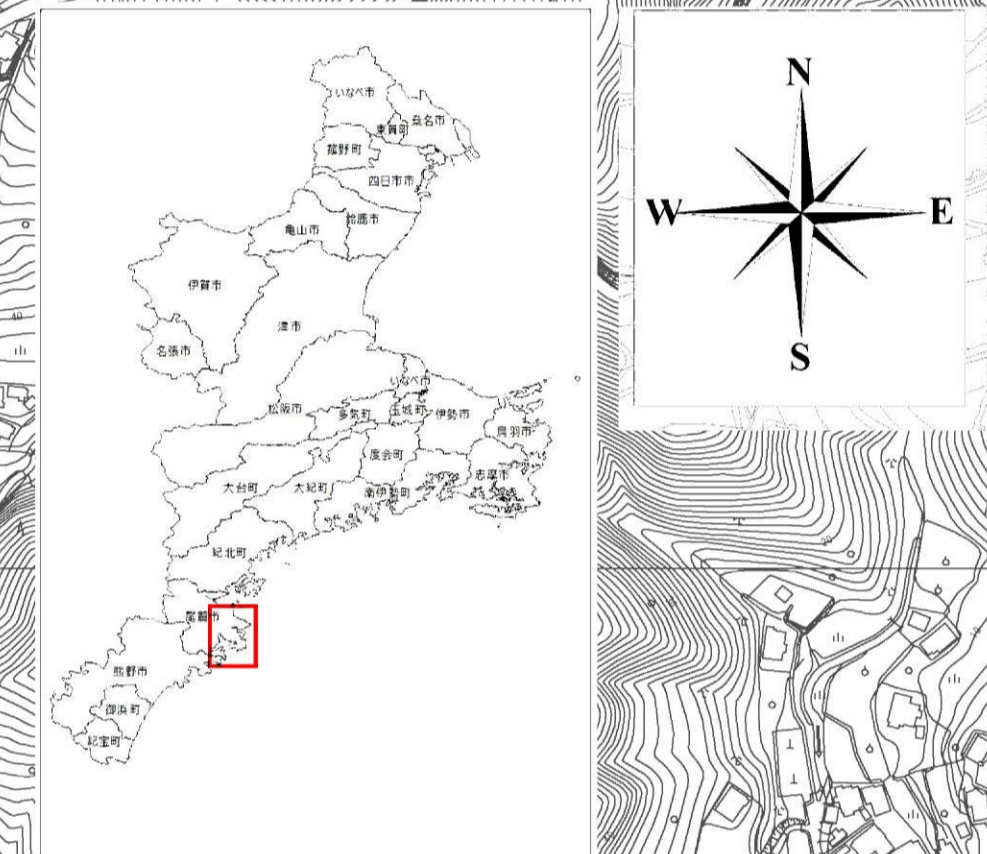 いなべ市
桑名市
東員町
菰野町
四日市市
鈴鹿市
亀山市
伊賀市
津市
名張市
いなべ市
松阪市
多気町
玉城町
伊勢市
鳥羽市
度会町
志摩市
大台町
大紀町
南伊勢町
紀北町
尾鷲市
熊野市
御浜町
紀宝町
N
W
E
S
40